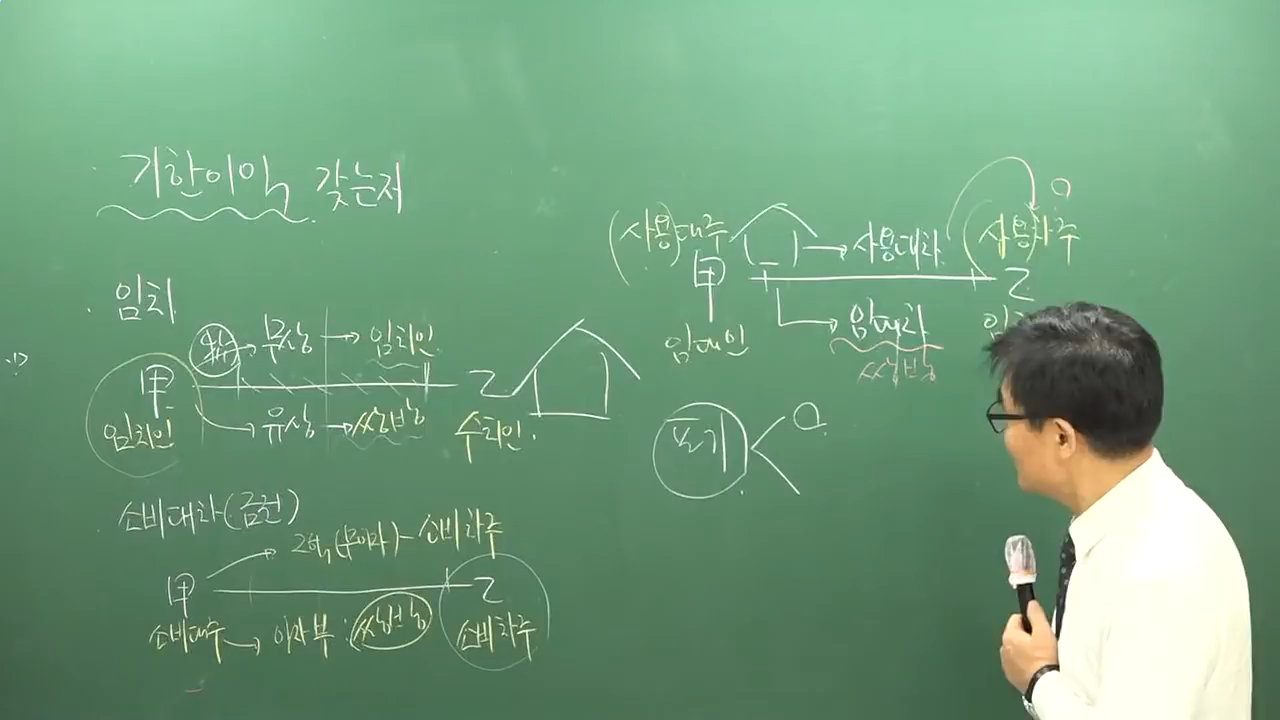 기한이익 갖는자
임치
무상 → 임치인
甲 乙
임치인 유상 → 쌍방 수치인
소비대차(금전)
2억(무이자) - 소비차주
甲 乙
소비대주 → 이자부 : 쌍방 소비차주
사용대주 → 사용대차 사용차주
甲 乙
임대인 임대차
쌍방
포기